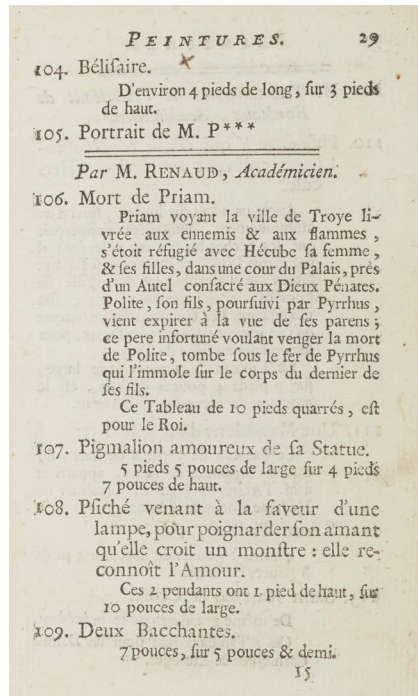 PEINTURES. 29
104. Bélisaire.
D'environ 4 pieds de long, sur 3 pieds
de haut.
105. Portrait de M. P***
Par M. RENAUD, Académicien.
106. Mort de Priam.
Priam voyant la ville de Troye li-
vrée aux ennemis & aux flammes,
s'étoit réfugié avec Hécube sa femme,
& ses filles, dans une cour du Palais, près
d'un Autel consacré aux Dieux Pénates.
Polite, son fils, poursuivi par Pyrrhus,
vient expirer à la vue de ses parens;
ce pere infortuné voulant venger la mort
de Polite, tombe sous le fer de Pyrrhus
qui l'immole sur le corps du dernier de
ses fils.
Ce Tableau de 10 pieds quarrés, est
pour le Roi.
107. Pigmalion amoureux de sa Statue.
5 pieds 5 pouces de large sur 4 pieds
7 pouces de haut.
108. Psiché venant à la faveur d'une
lampe, pour poignarder son amant
qu'elle croit un monstre : elle re-
connoît l'Amour.
Ces 2 pendants ont 1 pied de haut, sur
10 pouces de large.
109. Deux Bacchantes.
7 pouces, sur 5 pouces & demi.
15